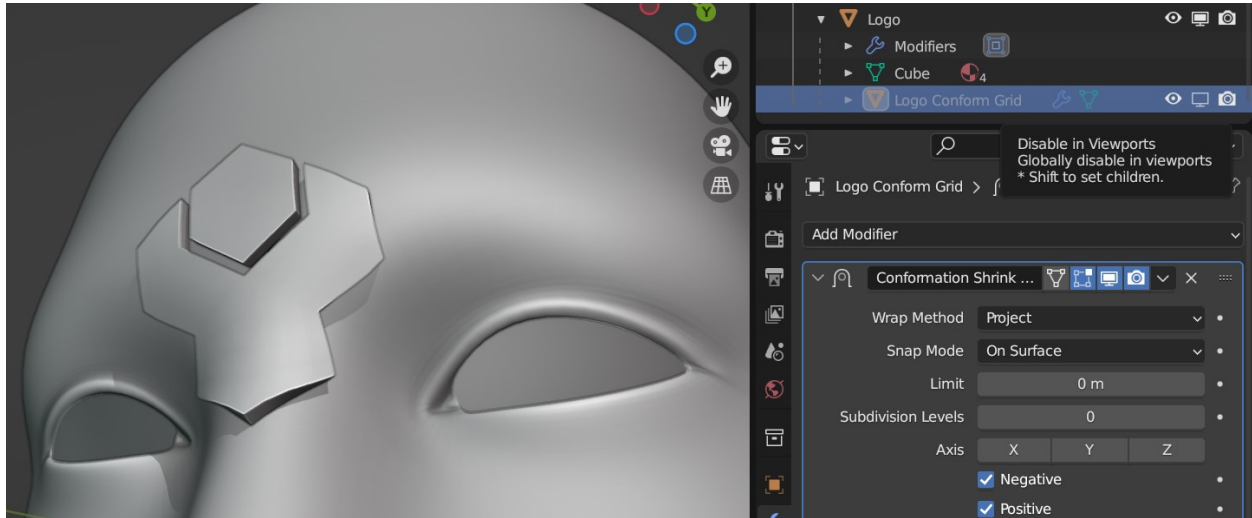 Y
Logo
Modifiers
Cube 4
Logo Conform Grid
Disable in Viewports
Globally disable in viewports
* Shift to set children.
Logo Conform Grid >
Add Modifier
Conformation Shrink ...
Wrap Method Project
Snap Mode On Surface
Limit 0 m
Subdivision Levels 0
Axis X Y Z
Negative
Positive